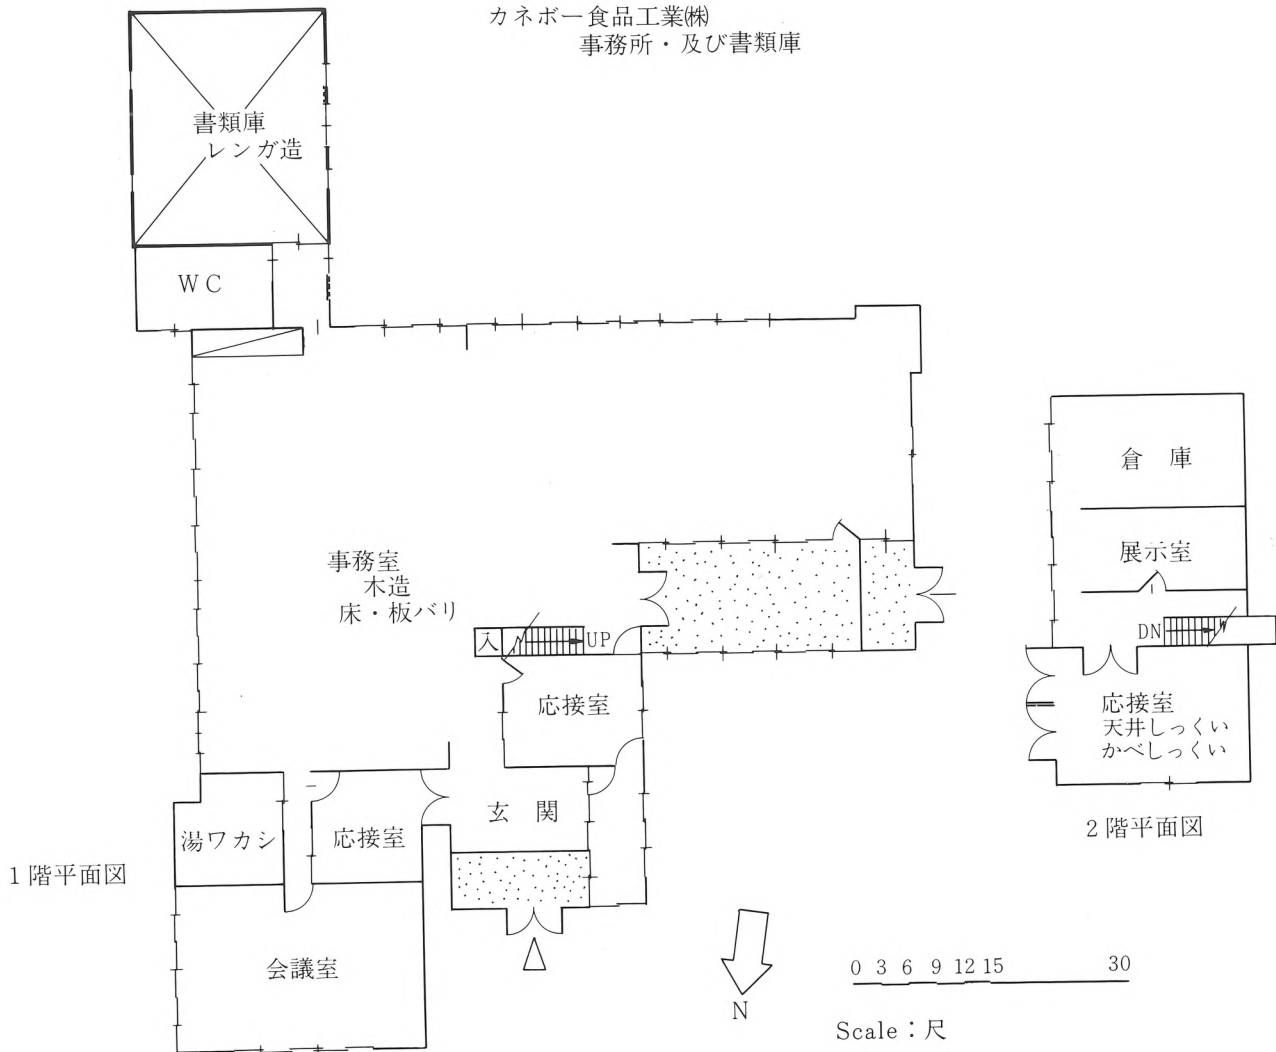 カネボー食品工業㈱
事務所・及び書類庫
書類庫
レンガ造
WC
事務室
木造
床・板バリ
入
UP
応接室
玄関
湯ワカシ
応接室
会議室
1階平面図
倉庫
展示室
DN
応接室
天井しっくい
かべしっくい
2階平面図
N
0 3 6 9 12 15 30
Scale：尺